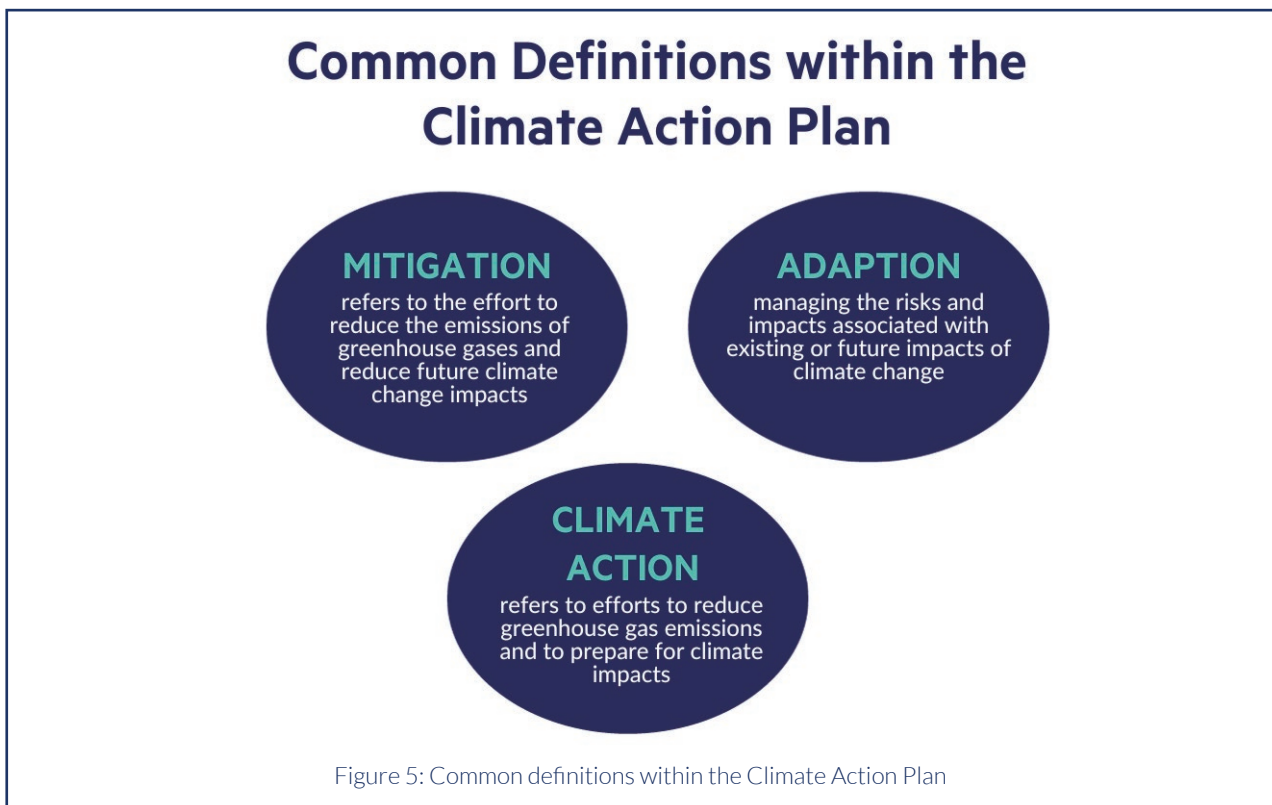 Common Definitions within the
Climate Action Plan
MITIGATION
refers to the effort to
reduce the emissions of
greenhouse gases and
reduce future climate
change impacts
ADAPTION
managing the risks and
impacts associated with
existing or future impacts of
climate change
CLIMATE
ACTION
refers to efforts to reduce
greenhouse gas emissions
and to prepare for climate
impacts
Figure 5: Common definitions within the Climate Action Plan